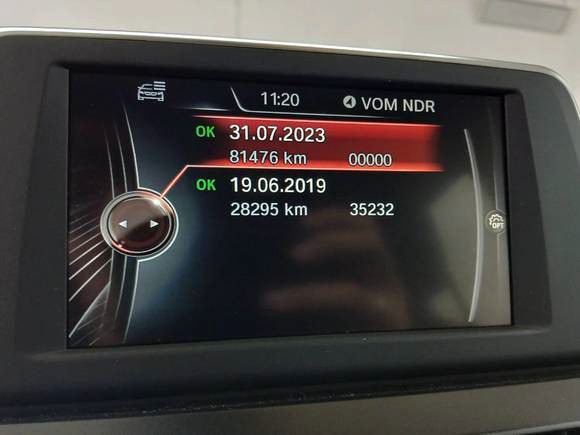 11:20 VOM NDR
OK 31.07.2023
81476 km 00000
OK 19.06.2019
28295 km 35232
OPT